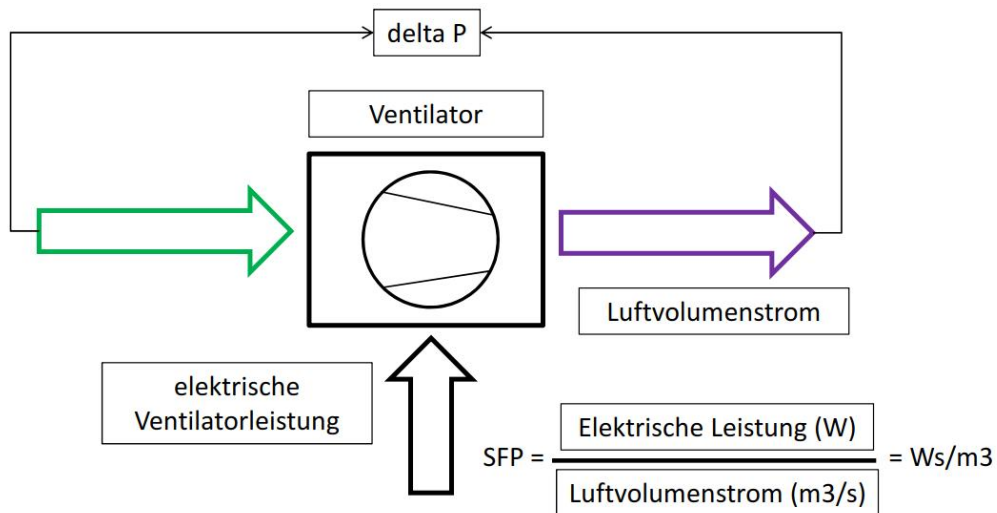 delta P
Ventilator
Luftvolumenstrom
elektrische
Ventilatorleistung
Elektrische Leistung (W)
SFP = = Ws/m3
Luftvolumenstrom (m3/s)